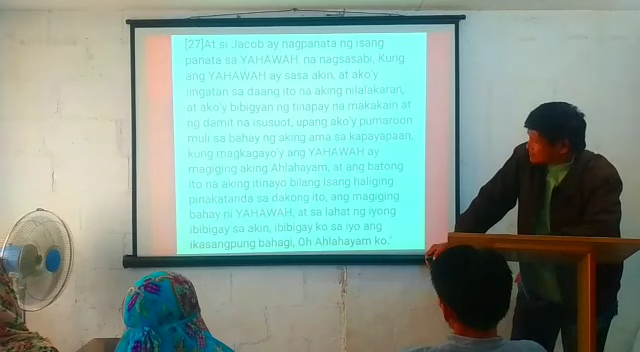 [27]At si Jacob ay nagpanata ng isang
panata sa YAHAWAH na nagsasabi, Kung
ang YAHAWAH ay sasa akin, at ako'y
iingatan sa daang ito na aking nilalakaran,
at ako'y bibigyan ng tinapay na makakain at
ng damit na isusuot, upang ako'y pumaroon
muli sa bahay ng aking ama sa kapayapaan,
kung magkagayo'y ang YAHAWAH ay
magiging aking Ahlahayam, at ang batong
ito na aking itinayo bilang Isang haliging
pinakatanda sa dakong ito, ang magiging
bahay ni YAHAWAH, at sa lahat ng iyong
ibibigay sa akin, ibibigay ko sa iyo ang
ikasangpung bahagi, Oh Ahlahayam ko.'